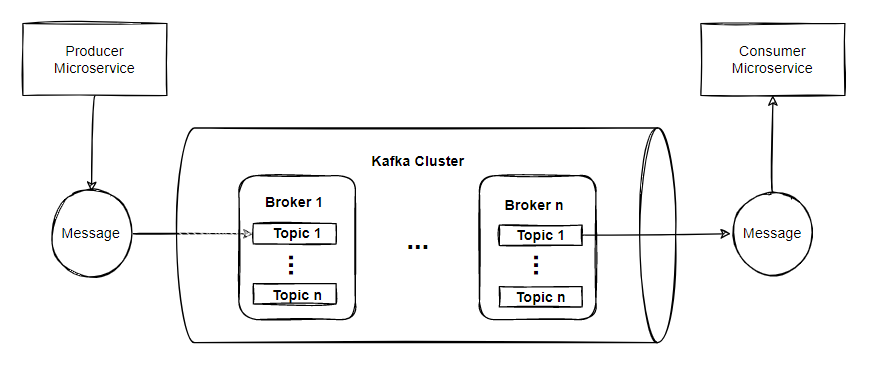 Producer
Microservice
Consumer
Microservice
Kafka Cluster
Broker 1
Broker n
Message
Topic 1
...
Topic 1
Message
Topic n
Topic n